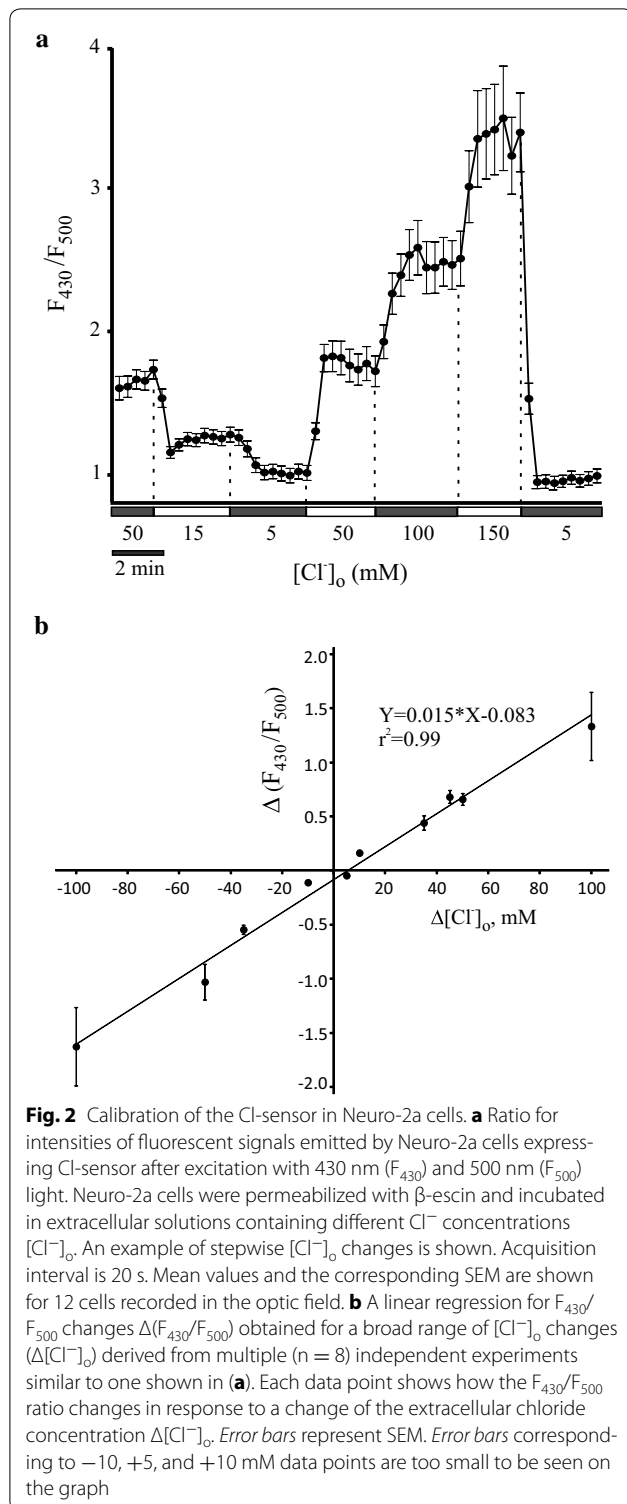 a
4
3
2
1
F430/F500
50 15 5 50 100 150 5
2 min
[Cl-]o (mM)
b
2.0
1.5
1.0
0.5
-0.5
-1.0
-1.5
-2.0
Δ (F430/F500)
Y=0.015*X-0.083
r²=0.99
-100 -80 -60 -40 -20 0 20 40 60 80 100
Δ[Cl-]o, mM
Fig. 2 Calibration of the Cl-sensor in Neuro-2a cells. a Ratio for
intensities of fluorescent signals emitted by Neuro-2a cells express-
ing Cl-sensor after excitation with 430 nm (F430) and 500 nm (F500)
light. Neuro-2a cells were permeabilized with β-escin and incubated
in extracellular solutions containing different Cl− concentrations
[Cl−]o. An example of stepwise [Cl−]o changes is shown. Acquisition
interval is 20 s. Mean values and the corresponding SEM are shown
for 12 cells recorded in the optic field. b A linear regression for F430/
F500 changes Δ(F430/F500) obtained for a broad range of [Cl−]o changes
(Δ[Cl−]o) derived from multiple (n = 8) independent experiments
similar to one shown in (a). Each data point shows how the F430/F500
ratio changes in response to a change of the extracellular chloride
concentration Δ[Cl−]o. Error bars represent SEM. Error bars correspond-
ing to −10, +5, and +10 mM data points are too small to be seen on
the graph